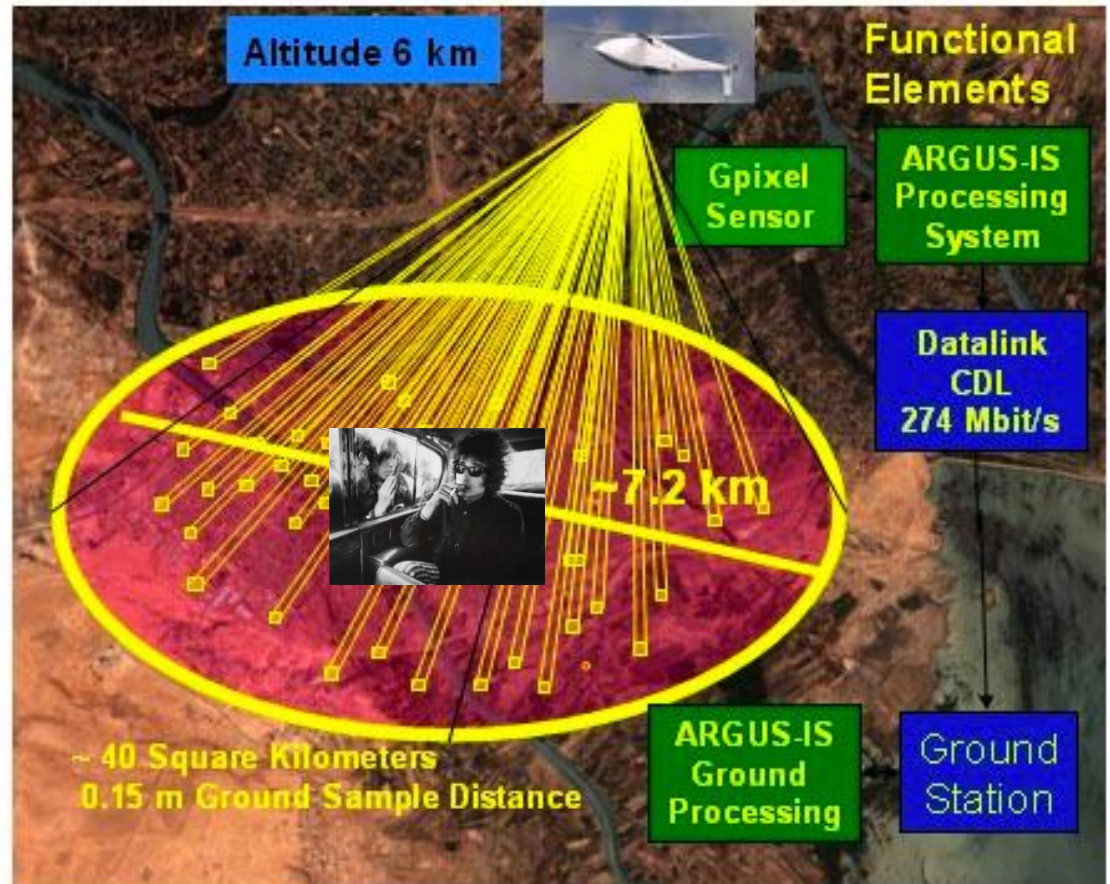 Altitude 6 km
Functional
Elements
Gpixel
Sensor
ARGUS-IS
Processing
System
Datalink
CDL
274 Mbit/s
~7.2 km
~ 40 Square Kilometers
0.15 m Ground Sample Distance
ARGUS-IS
Ground
Processing
Ground
Station